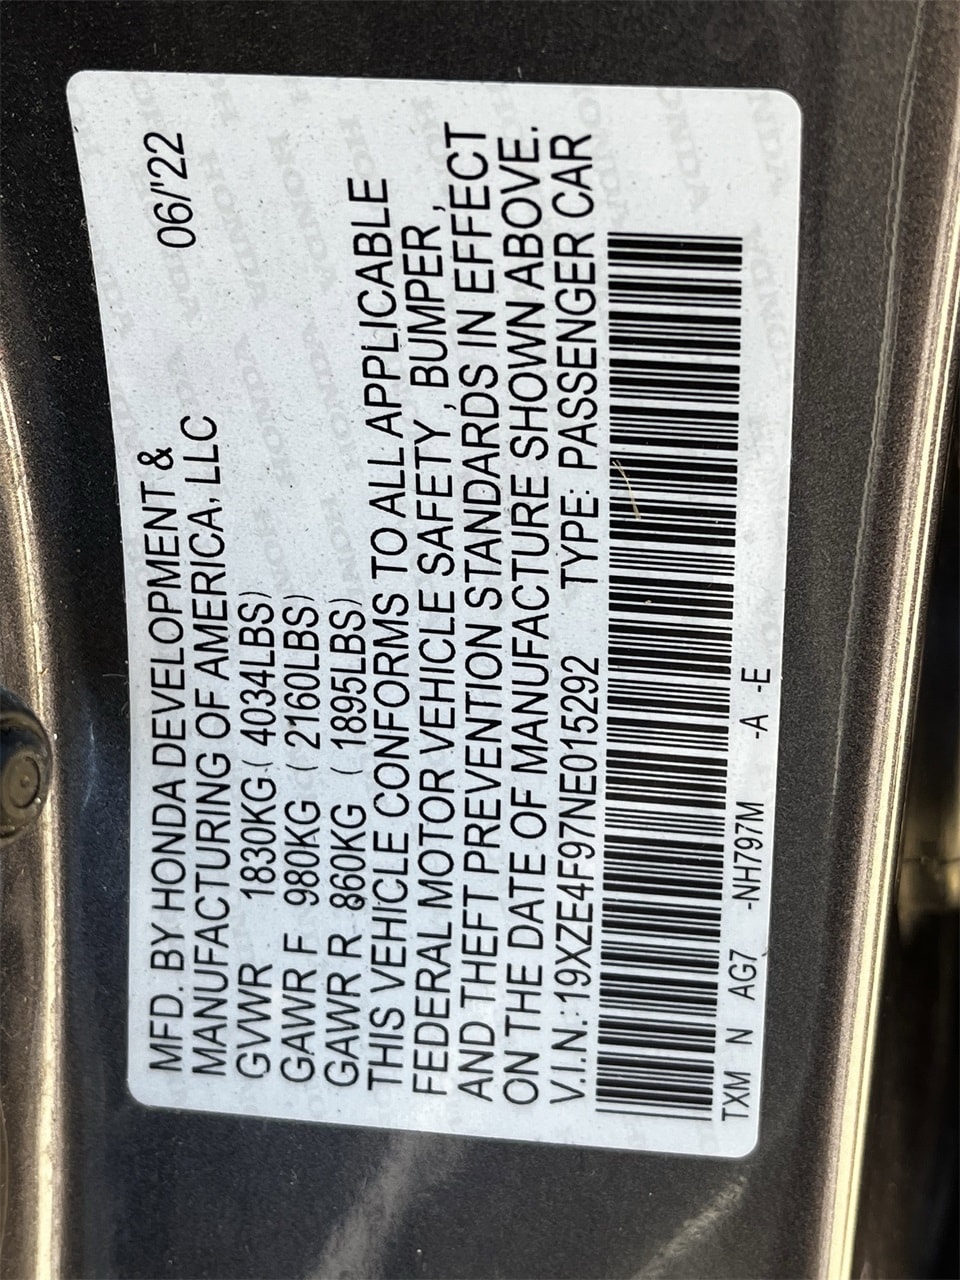 MFD. BY HONDA DEVELOPMENT & 06/'22
MANUFACTURING OF AMERICA, LLC
GVWR 1830KG ( 4034LBS)
GAWR F 980KG ( 2160LBS)
GAWR R 860KG ( 1895LBS)
THIS VEHICLE CONFORMS TO ALL APPLICABLE
FEDERAL MOTOR VEHICLE SAFETY, BUMPER,
AND THEFT PREVENTION STANDARDS IN EFFECT
ON THE DATE OF MANUFACTURE SHOWN ABOVE.
V.I.N.:19XZE4F97NE015292 TYPE: PASSENGER CAR
TXM N AG7 -NH797M -A -E